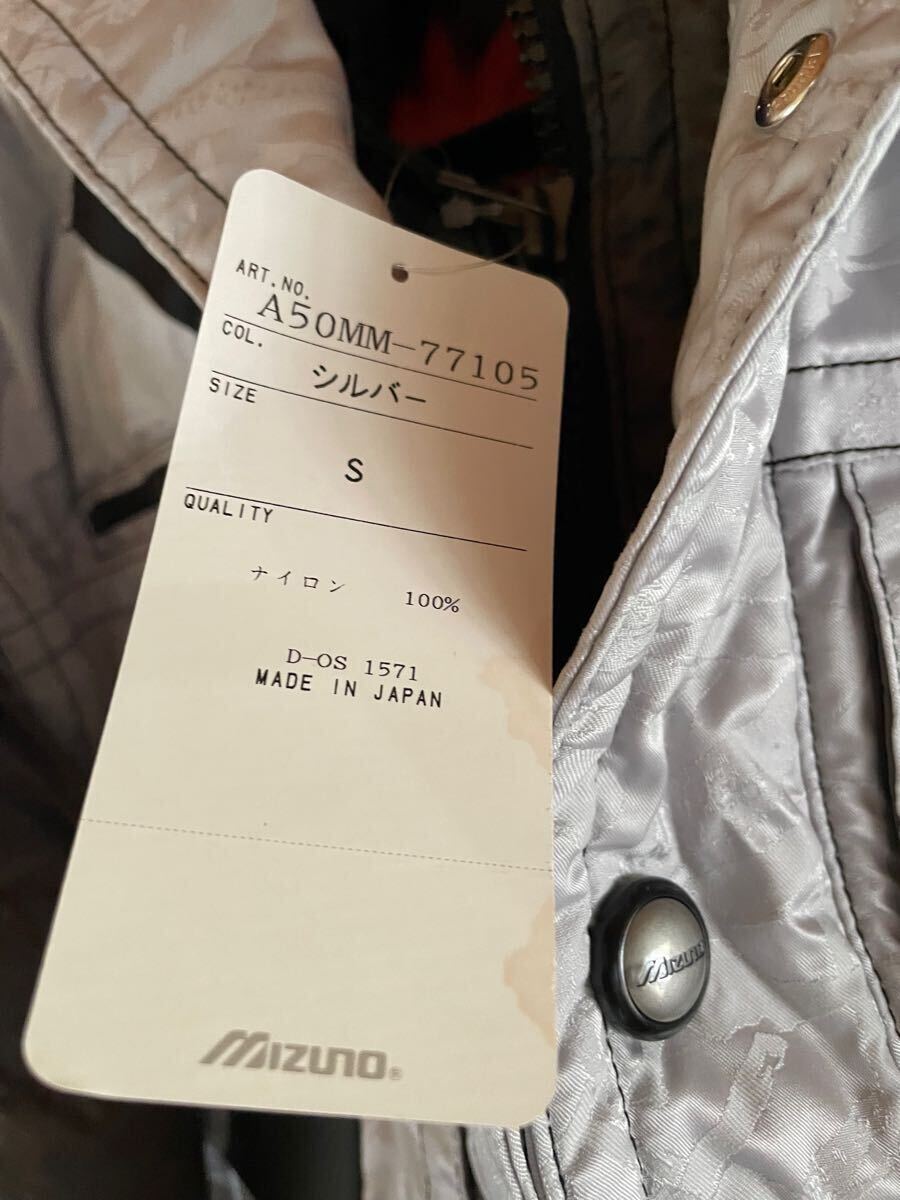 ART.NO.
A50MM-77105
COL.
シルバー
SIZE
S
QUALITY
ナイロン 100%
D-OS 1571
MADE IN JAPAN
MIZUNO®
MIZUNO